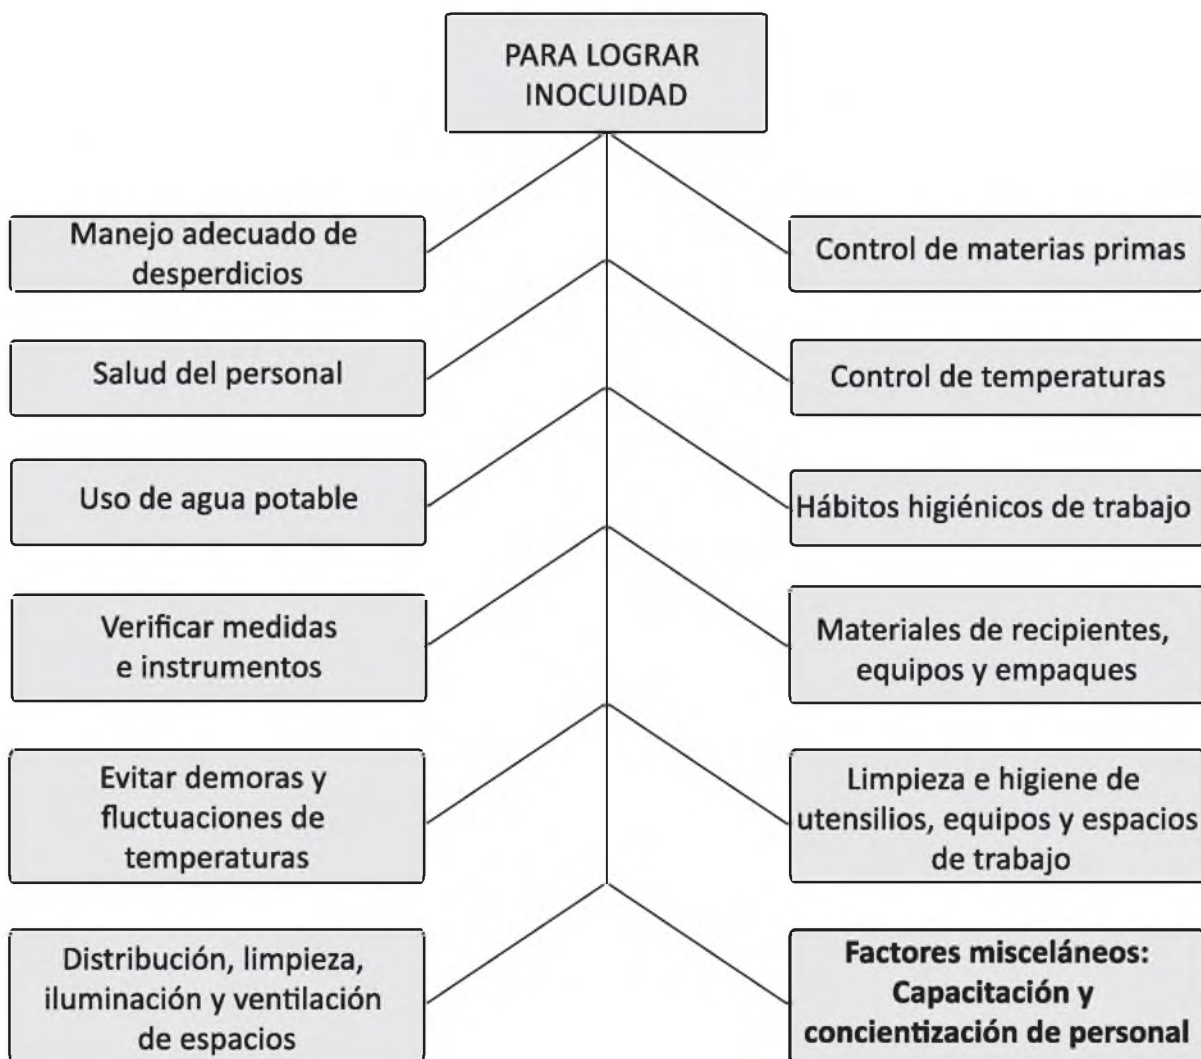 PARA LOGRAR
INOCUIDAD
Manejo adecuado de
desperdicios
Control de materias primas
Salud del personal
Control de temperaturas
Uso de agua potable
Hábitos higiénicos de trabajo
Verificar medidas
e instrumentos
Materiales de recipientes,
equipos y empaques
Evitar demoras y
fluctuaciones de
temperaturas
Limpieza e higiene de
utensilios, equipos y espacios
de trabajo
Distribución, limpieza,
iluminación y ventilación
de espacios
Factores misceláneos:
Capacitación y
concientización de personal